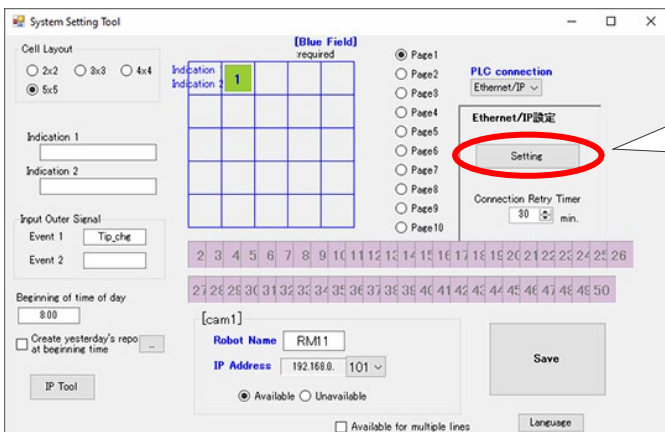 System Setting Tool
Cell Layout
2x2 3x3 4x4
5x5
[Blue Field]
:required
Indication 1
Indication 2
1
Page1
Page2
Page3
Page4
Page5
Page6
Page7
Page8
Page9
Page10
PLC connection
Ethernet/IP
Ethernet/IP設定
Setting
Connection Retry Timer
30 min.
Indication 1
Indication 2
Input Outer Signal
Event 1 Tip_chg
Event 2
2 3 4 5 6 7 8 9 10 11 12 13 14 15 16 17 18 19 20 21 22 23 24 25 26
27 28 29 30 31 32 33 34 35 36 37 38 39 40 41 42 43 44 45 46 47 48 49 50
Beginning of time of day
8:00
Create yesterday's repo
at beginning time ...
IP Tool
[cam1]
Robot Name RM11
IP Address 192.168.0. 101
Available Unavailable
Available for multiple lines
Save
Language